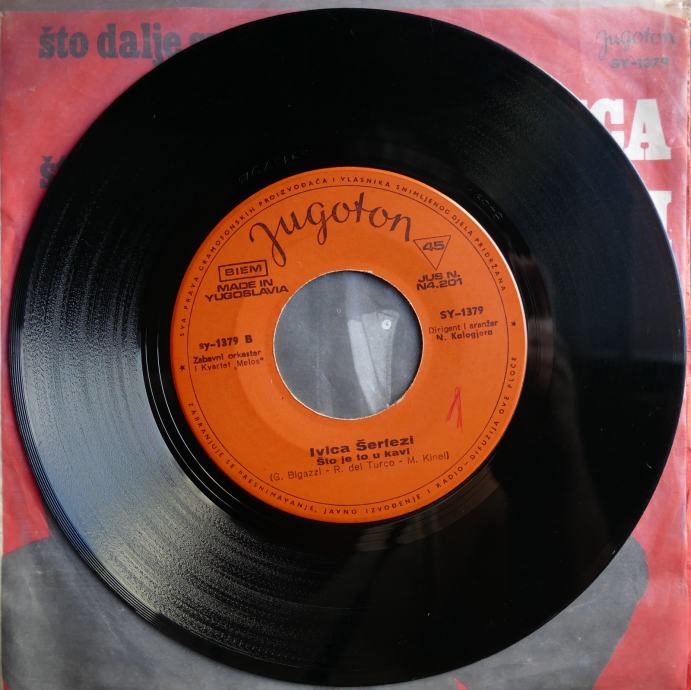 što dalje
Jugoton
SY-1379
ICA
SVA PRAVA GRAMOFONSKIH PROIZVOĐAČA I VLASNIKA SNIMLJENOG DJELA PRIDRŽANA
Jugoton
45
BIEM
MADE IN
YUGOSLAVIA
JUS N.
N4.201
sy-1379 B
Zabavni orkestar
i Kvartet „Melos"
SY-1379
Dirigent i aranžer
N. Kalogjera
1
Ivica Šerfezi
Što je to u kavi
(G. Bigazzi - R. del Turco - M. Kinel)
ZABRANJUJE SE PRESNIMAVANJE, JAVNO IZVOĐENJE I RADIO-DIFUZIJA OVE PLOČE